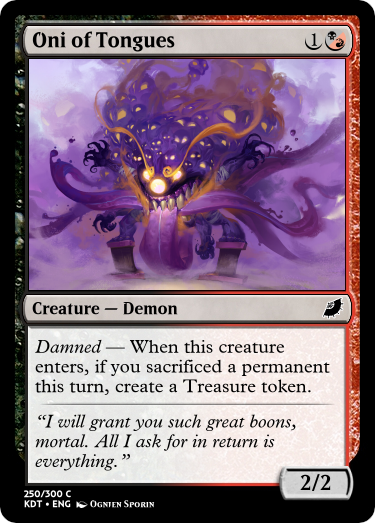 Oni of Tongues 1
Creature — Demon
Damned — When this creature
enters, if you sacrificed a permanent
this turn, create a Treasure token.
“I will grant you such great boons,
mortal. All I ask for in return is
everything.”
2/2
250/300 C
KDT • ENG Ognjen Sporin